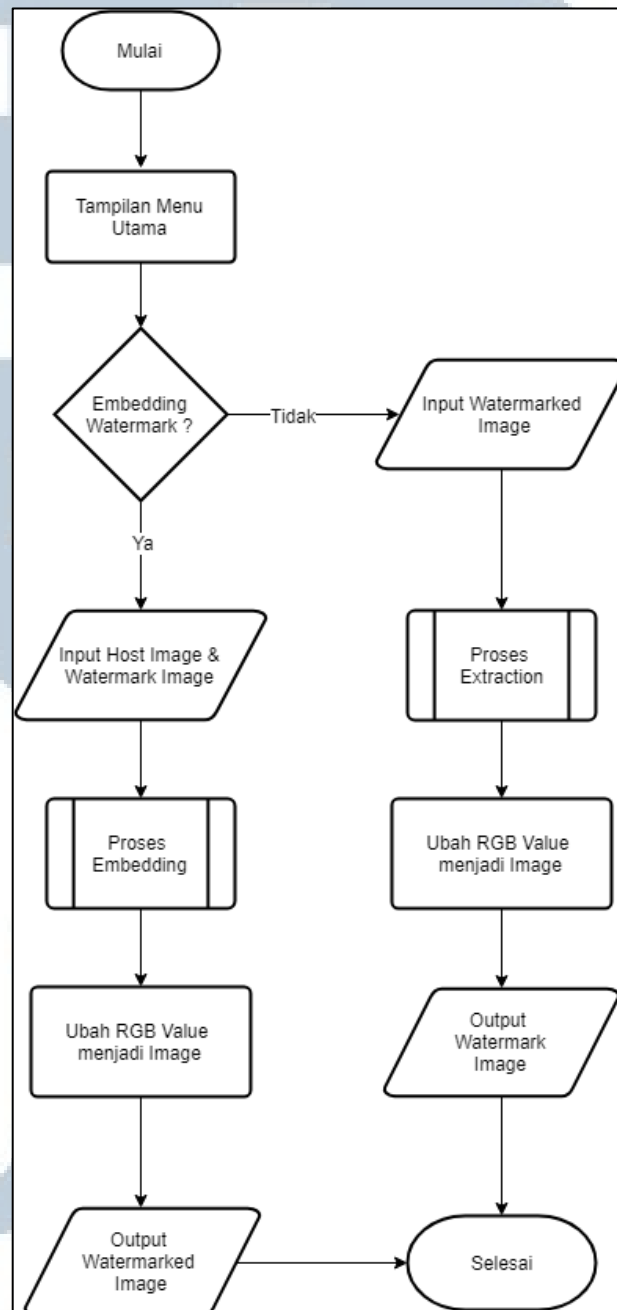 Mulai
Tampilan Menu
Utama
Embedding
Watermark ?
Tidak
Input Watermarked
Image
Ya
Input Host Image &
Watermark Image
Proses
Extraction
Proses
Embedding
Ubah RGB Value
menjadi Image
Ubah RGB Value
menjadi Image
Output
Watermark
Image
Output
Watermarked
Image
Selesai